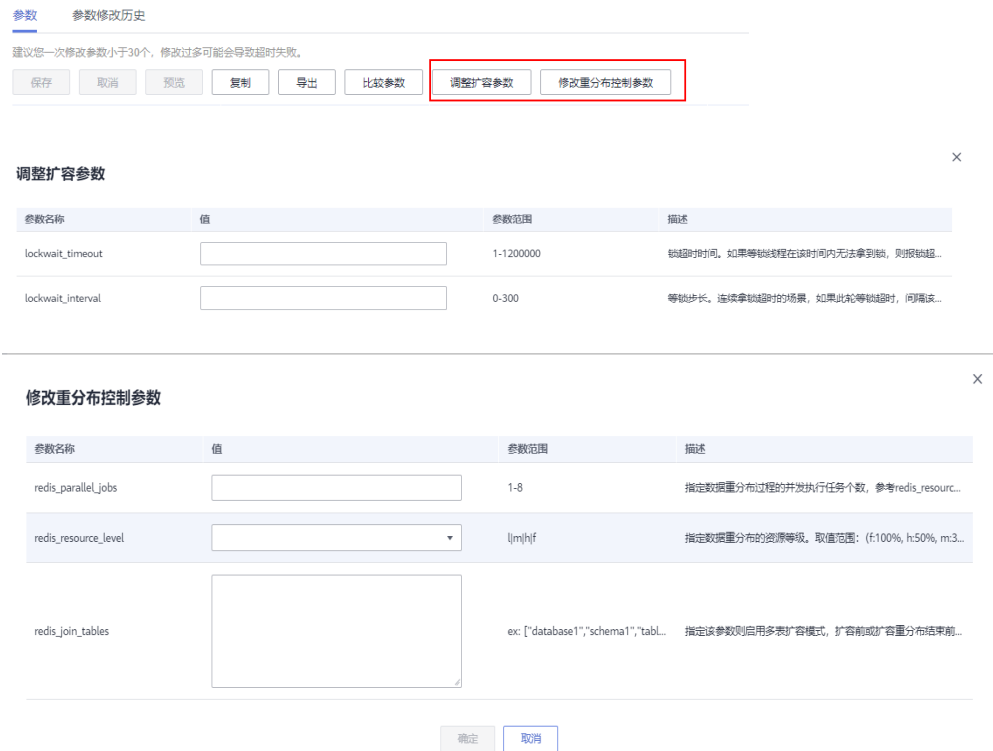 参数 参数修改历史
建议您一次修改参数小于30个，修改过多可能会导致超时失败。
保存 取消 预览 复制 导出 比较参数 调整扩容参数 修改重分布控制参数
调整扩容参数
参数名称 值 参数范围 描述
lockwait_timeout 1-1200000 锁超时时间。如果等锁线程在该时间内无法拿到锁，则报锁超...
lockwait_interval 0-300 等锁步长。连续拿锁超时的场景，如果此轮等锁超时，间隔该...
修改重分布控制参数
参数名称 值 参数范围 描述
redis_parallel_jobs 1-8 指定数据重分布过程的并发执行任务个数，参考redis_resourc...
redis_resource_level l|m|h|f 指定数据重分布的资源等级。取值范围：(f:100%, h:50%, m:3...
redis_join_tables ex: ["database1","schema1","tabl... 指定该参数则启用多表扩容模式，扩容前或扩容重分布结束前...
确定 取消